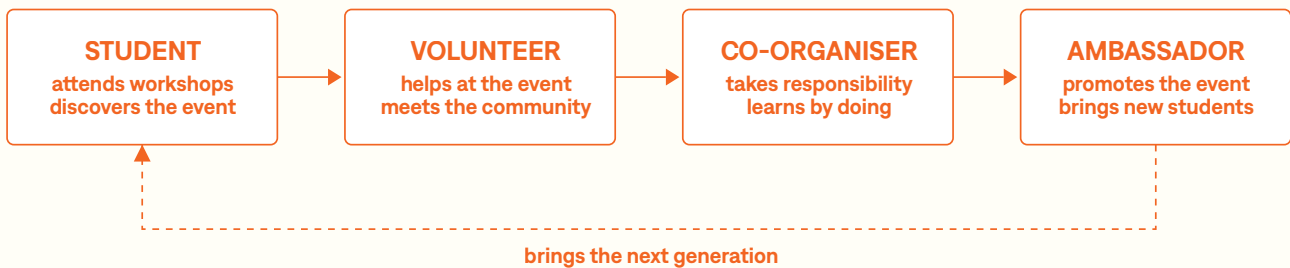 STUDENT
attends workshops
discovers the event
VOLUNTEER
helps at the event
meets the community
CO-ORGANISER
takes responsibility
learns by doing
AMBASSADOR
promotes the event
brings new students
brings the next generation